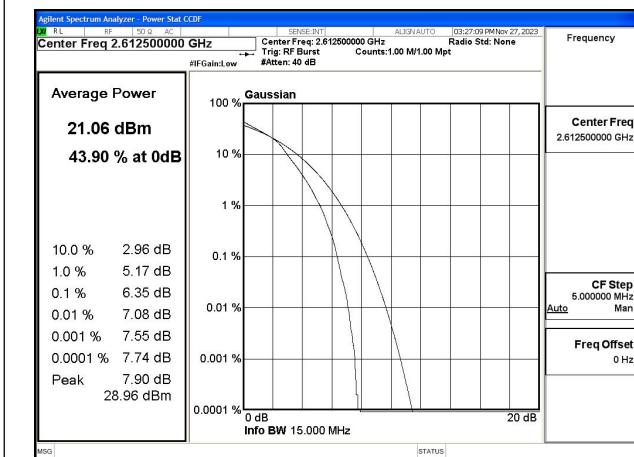 Agilent Spectrum Analyzer - Power Stat CCDF
RL RF 50 Ω AC SENSE:INT ALIGN AUTO 03:27:09 PM Nov 27, 2023
Center Freq 2.612500000 GHz
Center Freq: 2.612500000 GHz Radio Std: None
Trig: RF Burst Counts:1.00 M/1.00 Mpt
#IFGain:Low #Atten: 40 dB
Frequency
Average Power
21.06 dBm
43.90 % at 0dB
10.0 % 2.96 dB
1.0 % 5.17 dB
0.1 % 6.35 dB
0.01 % 7.08 dB
0.001 % 7.55 dB
0.0001 % 7.74 dB
Peak 7.90 dB
28.96 dBm
Gaussian
100 %
10 %
1 %
0.1 %
0.01 %
0.001 %
0.0001 %
0 dB 20 dB
Info BW 15.000 MHz
Center Freq
2.612500000 GHz
CF Step
5.000000 MHz
Auto Man
Freq Offset
0 Hz
MSG STATUS